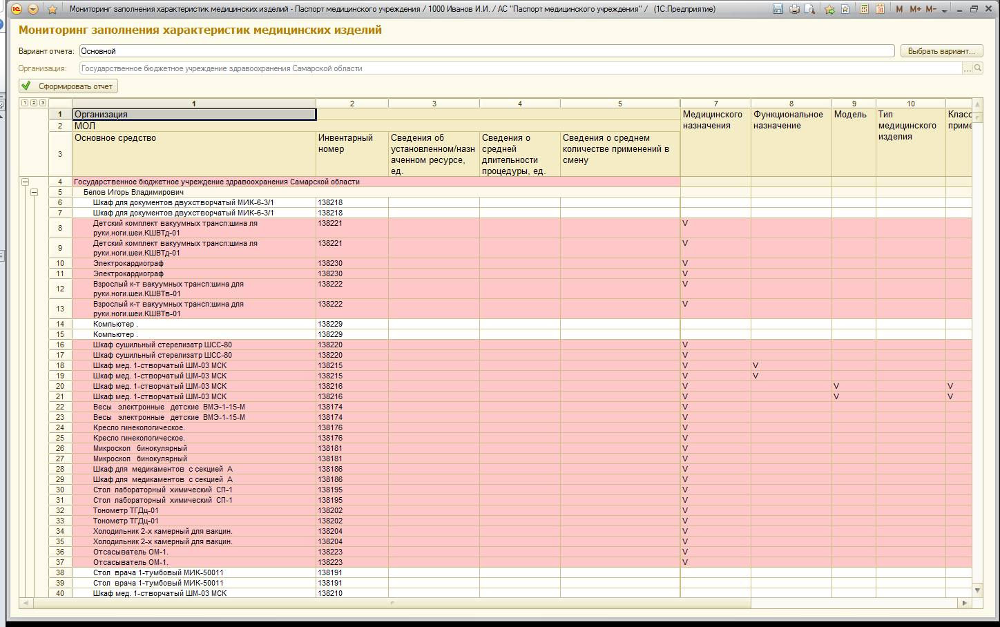 Мониторинг заполнения характеристик медицинских изделий - Паспорт медицинского учреждения / 1000 Иванов И.И. / АС "Паспорт медицинского учреждения" / (1С:Предприятие)
M M+ M-
Мониторинг заполнения характеристик медицинских изделий
Вариант отчета: Основной Выбрать вариант...
Организация: Государственное бюджетное учреждение здравоохранения Самарской области ...
Сформировать отчет
1 2 3 1 2 3 4 5 7 8 9 10
1 Организация
2 МОЛ
3 Основное средство
Инвентарный
номер
Сведения об
установленном/назн
аченном ресурсе,
ед.
Сведения о
средней
длительности
процедуры, ед.
Сведения о среднем
количестве применений в
смену
Медицинского
назначения
Функциональное
назначение
Модель
Тип
медицинского
изделия
Класс
приме
4 Государственное бюджетное учреждение здравоохранения Самарской области
5 Белов Игорь Владимирович
6 Шкаф для документов двухстворчатый МИК-6-3/1 138218
7 Шкаф для документов двухстворчатый МИК-6-3/1 138218
8 Детский комплект вакуумных трансп:шина ля 138221 V
руки.ноги.шеи.КШВТд-01
9 Детский комплект вакуумных трансп:шина ля 138221 V
руки.ноги.шеи.КШВТд-01
10 Электрокардиограф 138230 V
11 Электрокардиограф 138230 V
12 Взрослый к-т вакуумных трансп:шина для 138222 V
руки.ноги.шеи.КШВТв-01
13 Взрослый к-т вакуумных трансп:шина для 138222 V
руки.ноги.шеи.КШВТв-01
14 Компьютер . 138229
15 Компьютер . 138229
16 Шкаф сушильный стерелизатр ШСС-80 138220 V
17 Шкаф сушильный стерелизатр ШСС-80 138220 V
18 Шкаф мед. 1-створчатый ШМ-03 МСК 138215 V V
19 Шкаф мед. 1-створчатый ШМ-03 МСК 138215 V V
20 Шкаф мед. 1-створчатый ШМ-03 МСК 138216 V V V
21 Шкаф мед. 1-створчатый ШМ-03 МСК 138216 V V V
22 Весы электронные детские ВМЭ-1-15-М 138174 V
23 Весы электронные детские ВМЭ-1-15-М 138174 V
24 Кресло гинекологическое. 138176 V
25 Кресло гинекологическое. 138176 V
26 Микроскоп бинокулярный 138181 V
27 Микроскоп бинокулярный 138181 V
28 Шкаф для медикаментов с секцией А 138186 V
29 Шкаф для медикаментов с секцией А 138186 V
30 Стол лабораторный химический СП-1 138195 V
31 Стол лабораторный химический СП-1 138195 V
32 Тонометр ТГДц-01 138202 V
33 Тонометр ТГДц-01 138202 V
34 Холодильник 2-х камерный для вакцин. 138204 V
35 Холодильник 2-х камерный для вакцин. 138204 V
36 Отсасыватель ОМ-1. 138223 V
37 Отсасыватель ОМ-1. 138223 V
38 Стол врача 1-тумбовый МИК-50011 138191
39 Стол врача 1-тумбовый МИК-50011 138191
40 Шкаф мед. 1-створчатый ШМ-03 МСК 138210